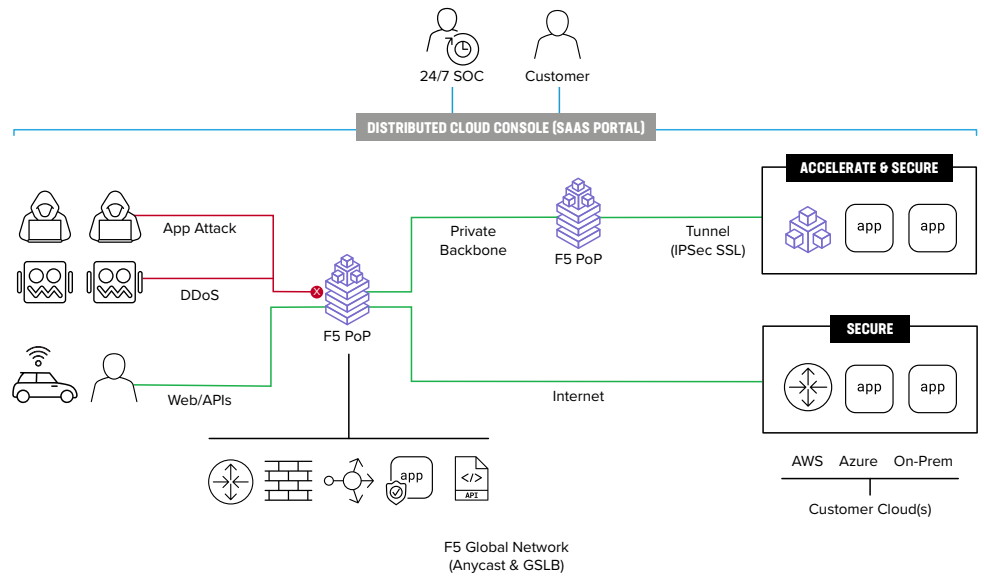 24/7 SOC
Customer
DISTRIBUTED CLOUD CONSOLE (SAAS PORTAL)
ACCELERATE & SECURE
app
app
App Attack
Private
Backbone
F5 PoP
Tunnel
(IPSec SSL)
DDoS
F5 PoP
SECURE
app
app
Web/APIs
Internet
AWS
Azure
On-Prem
app
</>
API
Customer Cloud(s)
F5 Global Network
(Anycast & GSLB)